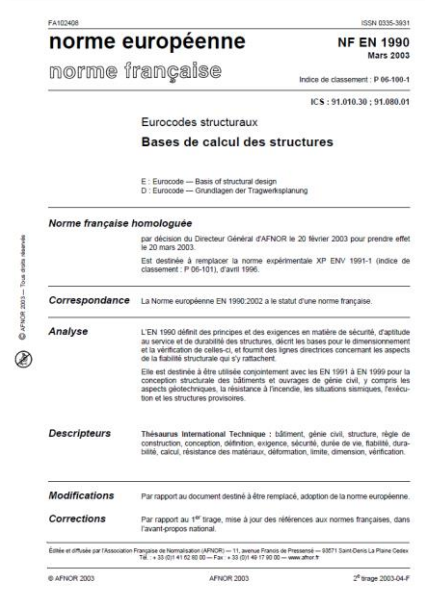 FA102408
ISSN 0335-3931
norme européenne
NF EN 1990
Mars 2003
norme française
Indice de classement : P 06-100-1
ICS : 91.010.30 ; 91.080.01
Eurocodes structuraux
Bases de calcul des structures
E : Eurocode — Basis of structural design
D : Eurocode — Grundlagen der Tragwerksplanung
Norme française homologuée
par décision du Directeur Général d'AFNOR le 20 février 2003 pour prendre effet
le 20 mars 2003.
Est destinée à remplacer la norme expérimentale XP ENV 1991-1 (indice de
classement : P 06-101), d'avril 1996.
© AFNOR 2003 — Tous droits réservés
Correspondance
La Norme européenne EN 1990:2002 a le statut d'une norme française.
Analyse
L'EN 1990 définit des principes et des exigences en matière de sécurité, d'aptitude
au service et de durabilité des structures, décrit les bases pour le dimensionnement
et la vérification de celles-ci, et fournit des lignes directrices concernant les aspects
de la fiabilité structurale qui s'y rattachent.
Elle est destinée à être utilisée conjointement avec les EN 1991 à EN 1999 pour la
conception structurale des bâtiments et ouvrages de génie civil, y compris les
aspects géotechniques, la résistance à l'incendie, les situations sismiques, l'exécu-
tion et les structures provisoires.
Descripteurs
Thésaurus International Technique : bâtiment, génie civil, structure, règle de
construction, conception, définition, exigence, sécurité, durée de vie, fiabilité, dura-
bilité, calcul, résistance des matériaux, déformation, limite, dimension, vérification.
Modifications
Par rapport au document destiné à être remplacé, adoption de la norme européenne.
Corrections
Par rapport au 1er tirage, mise à jour des références aux normes françaises, dans
l'avant-propos national.
Éditée et diffusée par l'Association Française de Normalisation (AFNOR) — 11, avenue Francis de Pressensé — 93571 Saint-Denis La Plaine Cedex
Tél. : + 33 (0)1 41 62 80 00 — Fax : + 33 (0)1 49 17 90 00 — www.afnor.fr
© AFNOR 2003
AFNOR 2003
2e tirage 2003-04-F